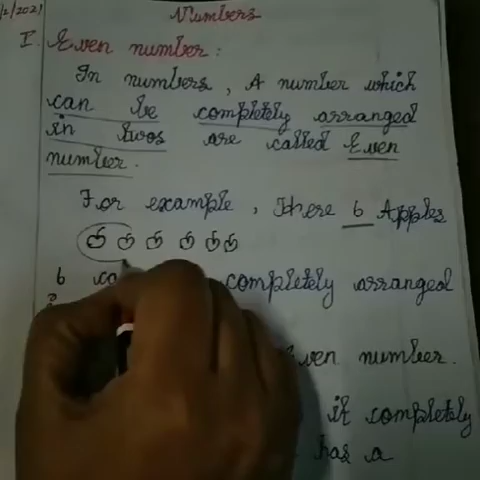 /2/2021
Numbers
I. Even number :
In numbers , A number which
can be completely arranged
in twos are called Even
number.
For example , There 6 Apples
6 completely arranged
Even number.
it completely
has a